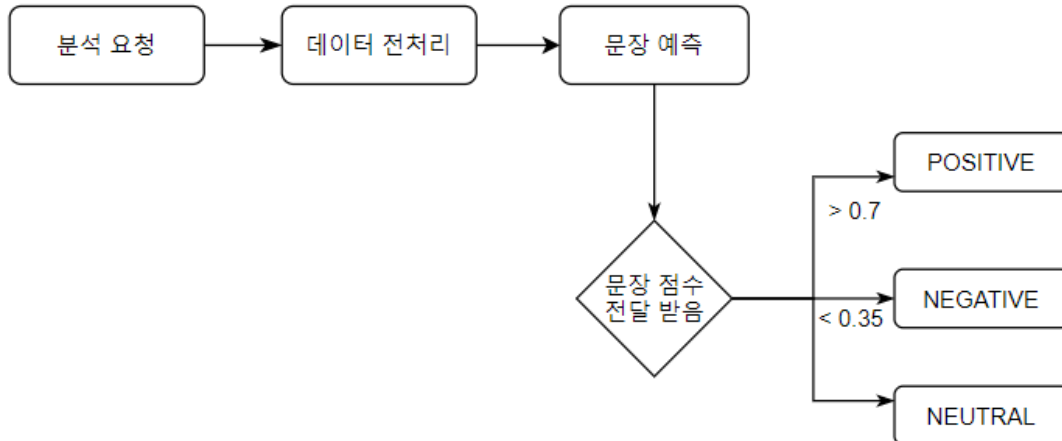 분석 요청
데이터 전처리
문장 예측
POSITIVE
> 0.7
문장 점수
전달 받음
NEGATIVE
< 0.35
NEUTRAL